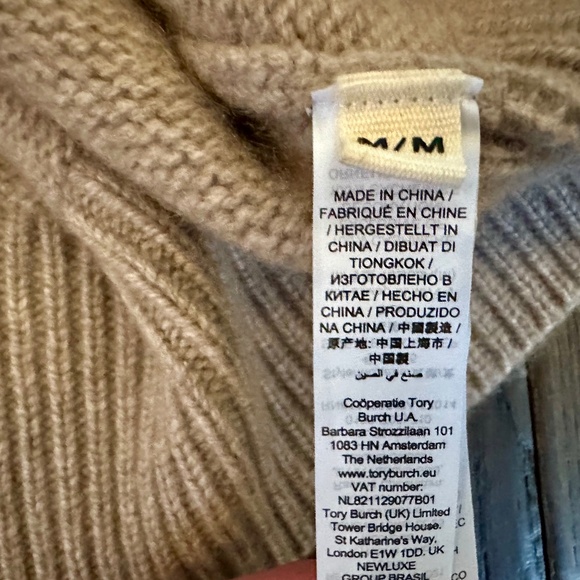 M/M
MADE IN CHINA /
FABRIQUÉ EN CHINE
/ HERGESTELLT IN
CHINA / DIBUAT DI
TIONGKOK /
ИЗГОТОВЛЕНО В
КИТАЕ / HECHO EN
CHINA / PRODUZIDO
NA CHINA / 中國製造 /
原产地: 中国上海市 /
中国製
صنع في الصين
Coöperatie Tory
Burch U.A.
Barbara Strozzilaan 101
1083 HN Amsterdam
The Netherlands
www.toryburch.eu
VAT number:
NL821129077B01
Tory Burch (UK) Limited
Tower Bridge House,
St Katharine's Way,
London E1W 1DD. UK
NEWLUXE
GROUP BRASIL